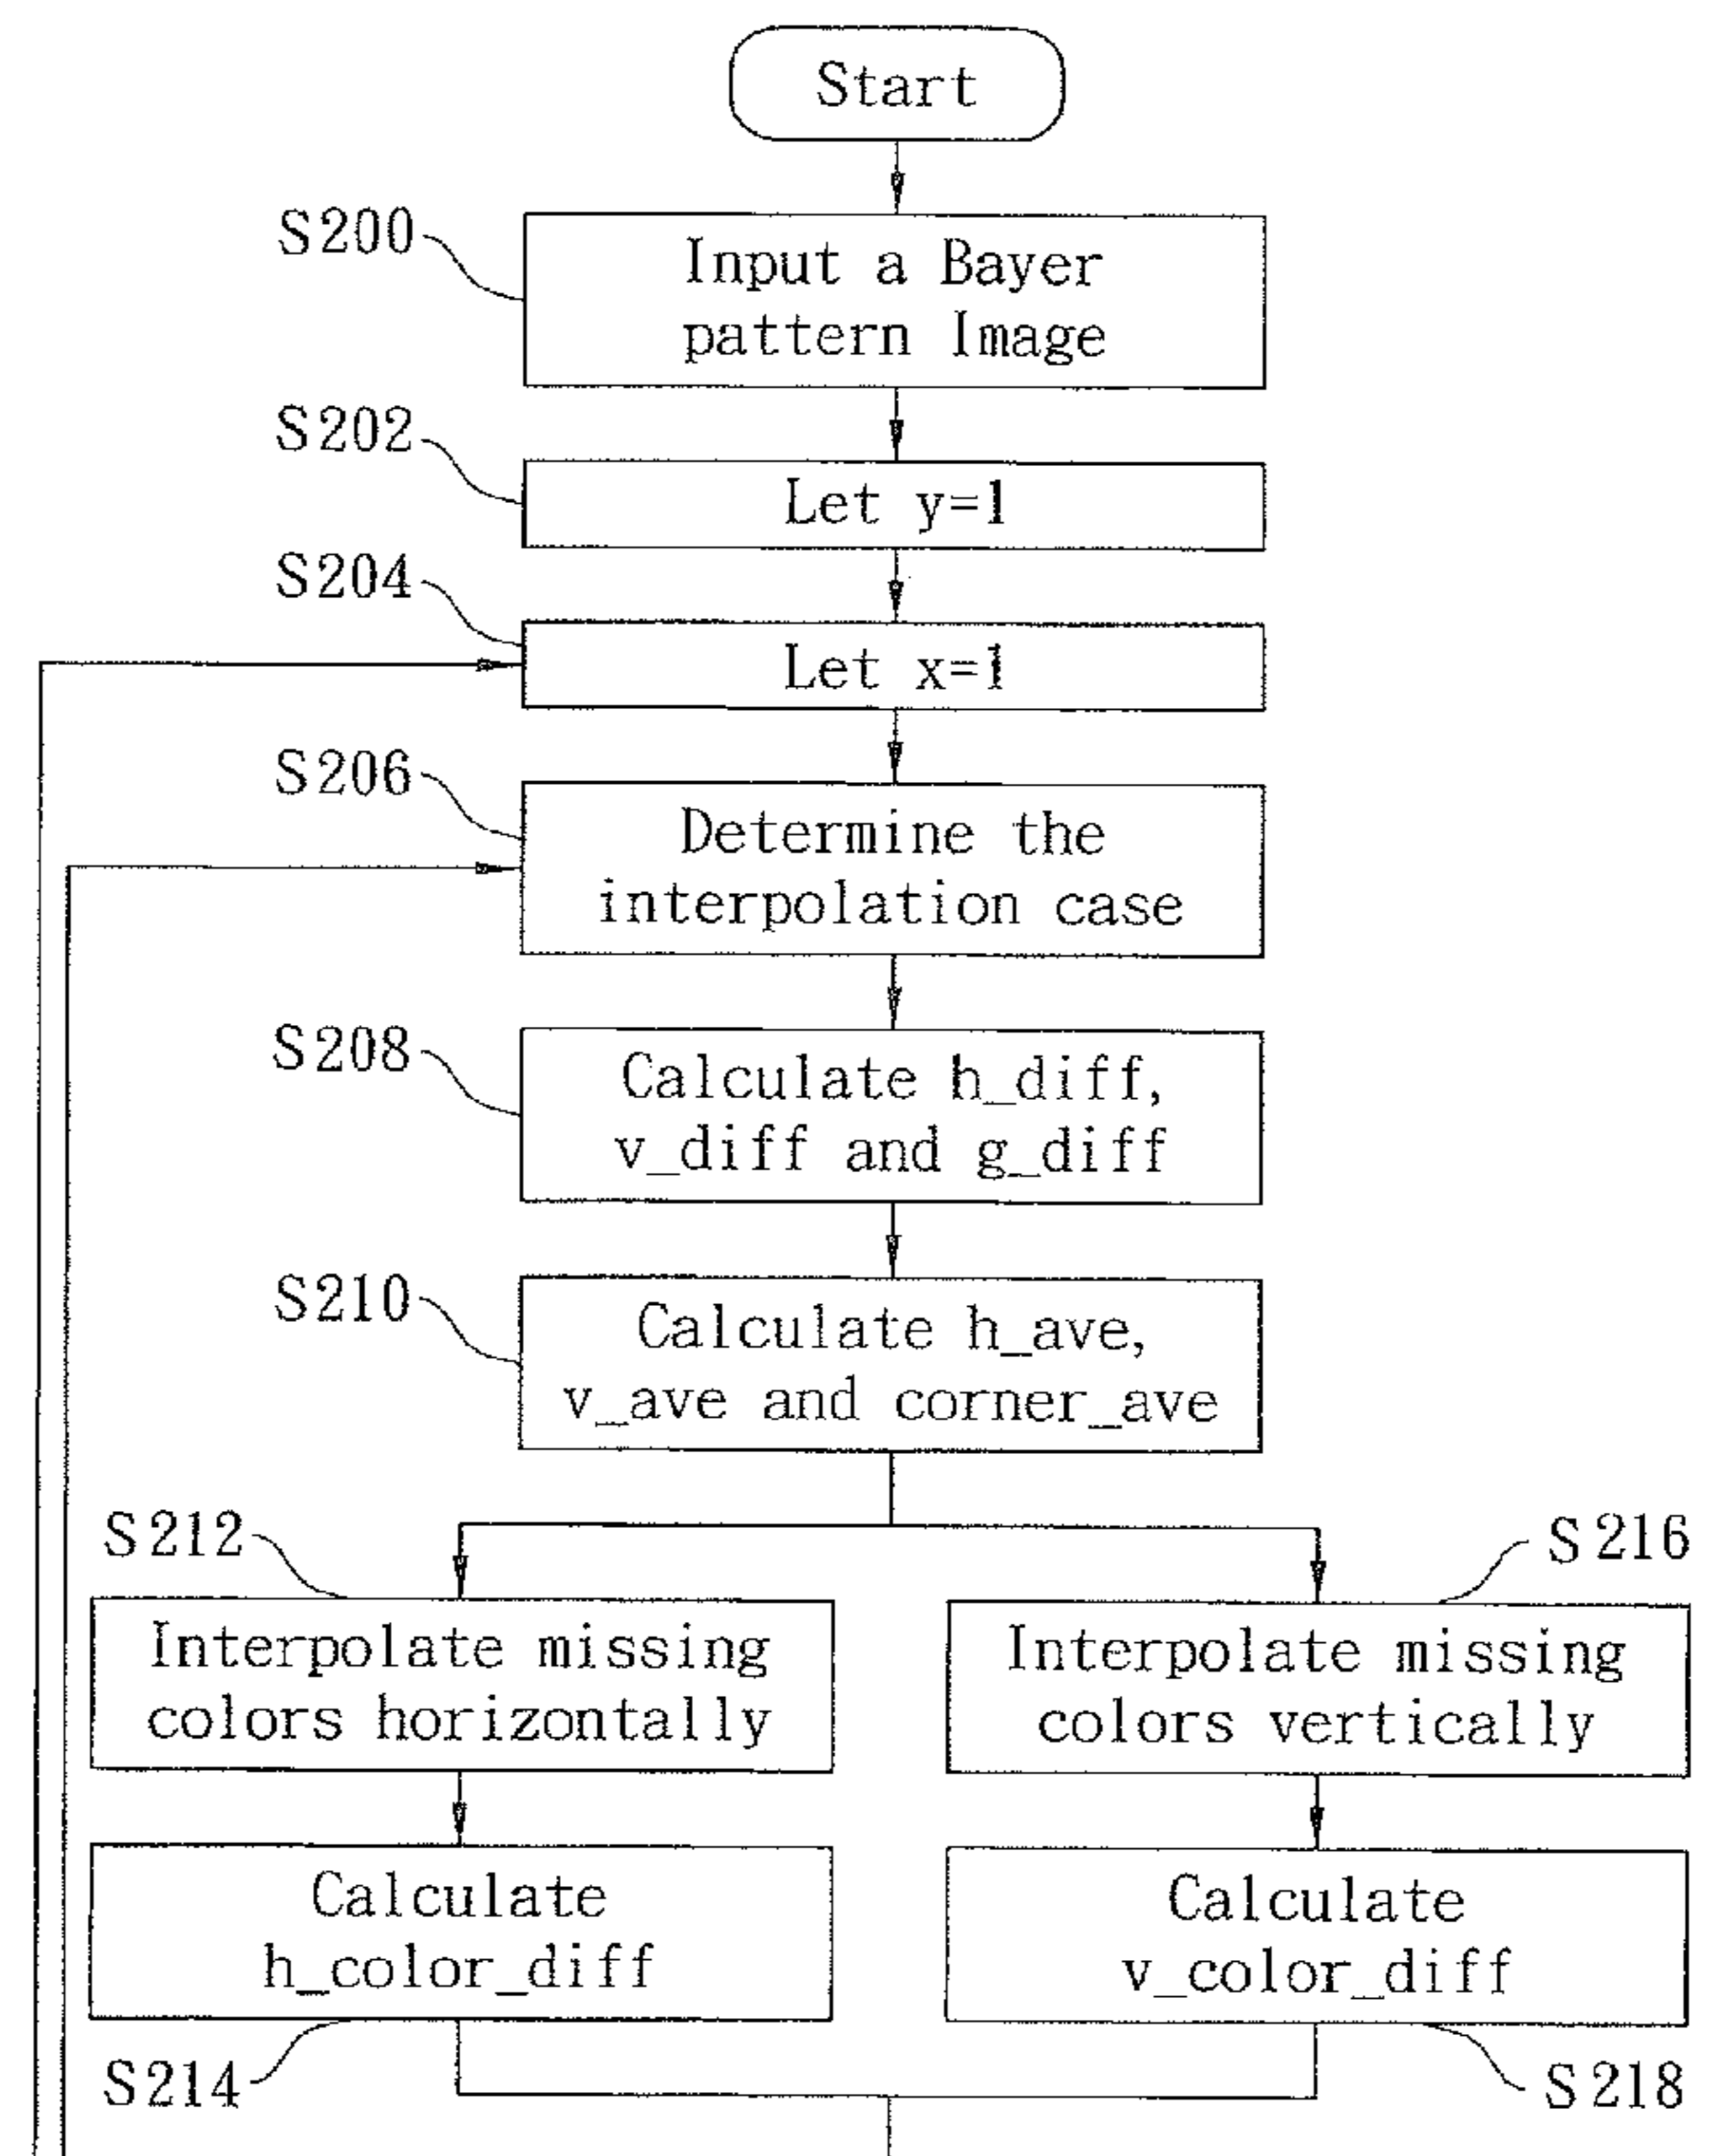 Start
S200
Input a Bayer
pattern Image
S202
Let y=1
S204
Let x=1
S206
Determine the
interpolation case
S208
Calculate h_diff,
v_diff and g_diff
S210
Calculate h_ave,
v_ave and corner_ave
S212
S216
Interpolate missing
colors horizontally
Interpolate missing
colors vertically
Calculate
h_color_diff
Calculate
v_color_diff
S214
S218